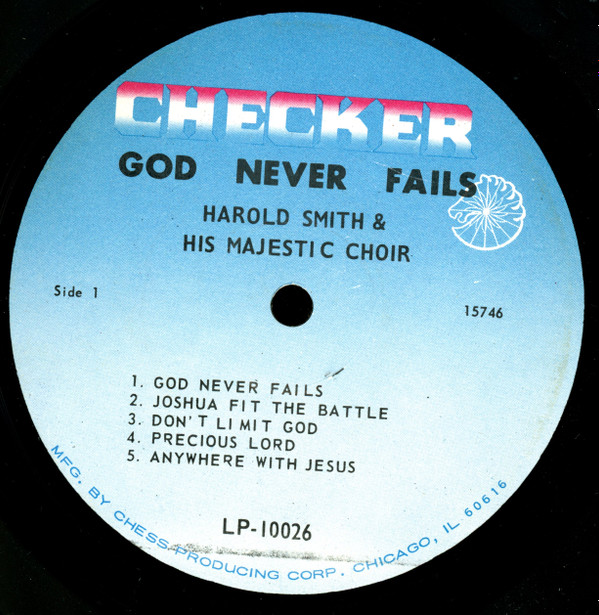 CHECKER
GOD NEVER FAILS
HAROLD SMITH &
HIS MAJESTIC CHOIR
Side 1
15746
1. GOD NEVER FAILS
2. JOSHUA FIT THE BATTLE
3. DON'T LIMIT GOD
4. PRECIOUS LORD
5. ANYWHERE WITH JESUS
LP-10026
MFG. BY CHESS PRODUCING CORP. CHICAGO, IL 60616